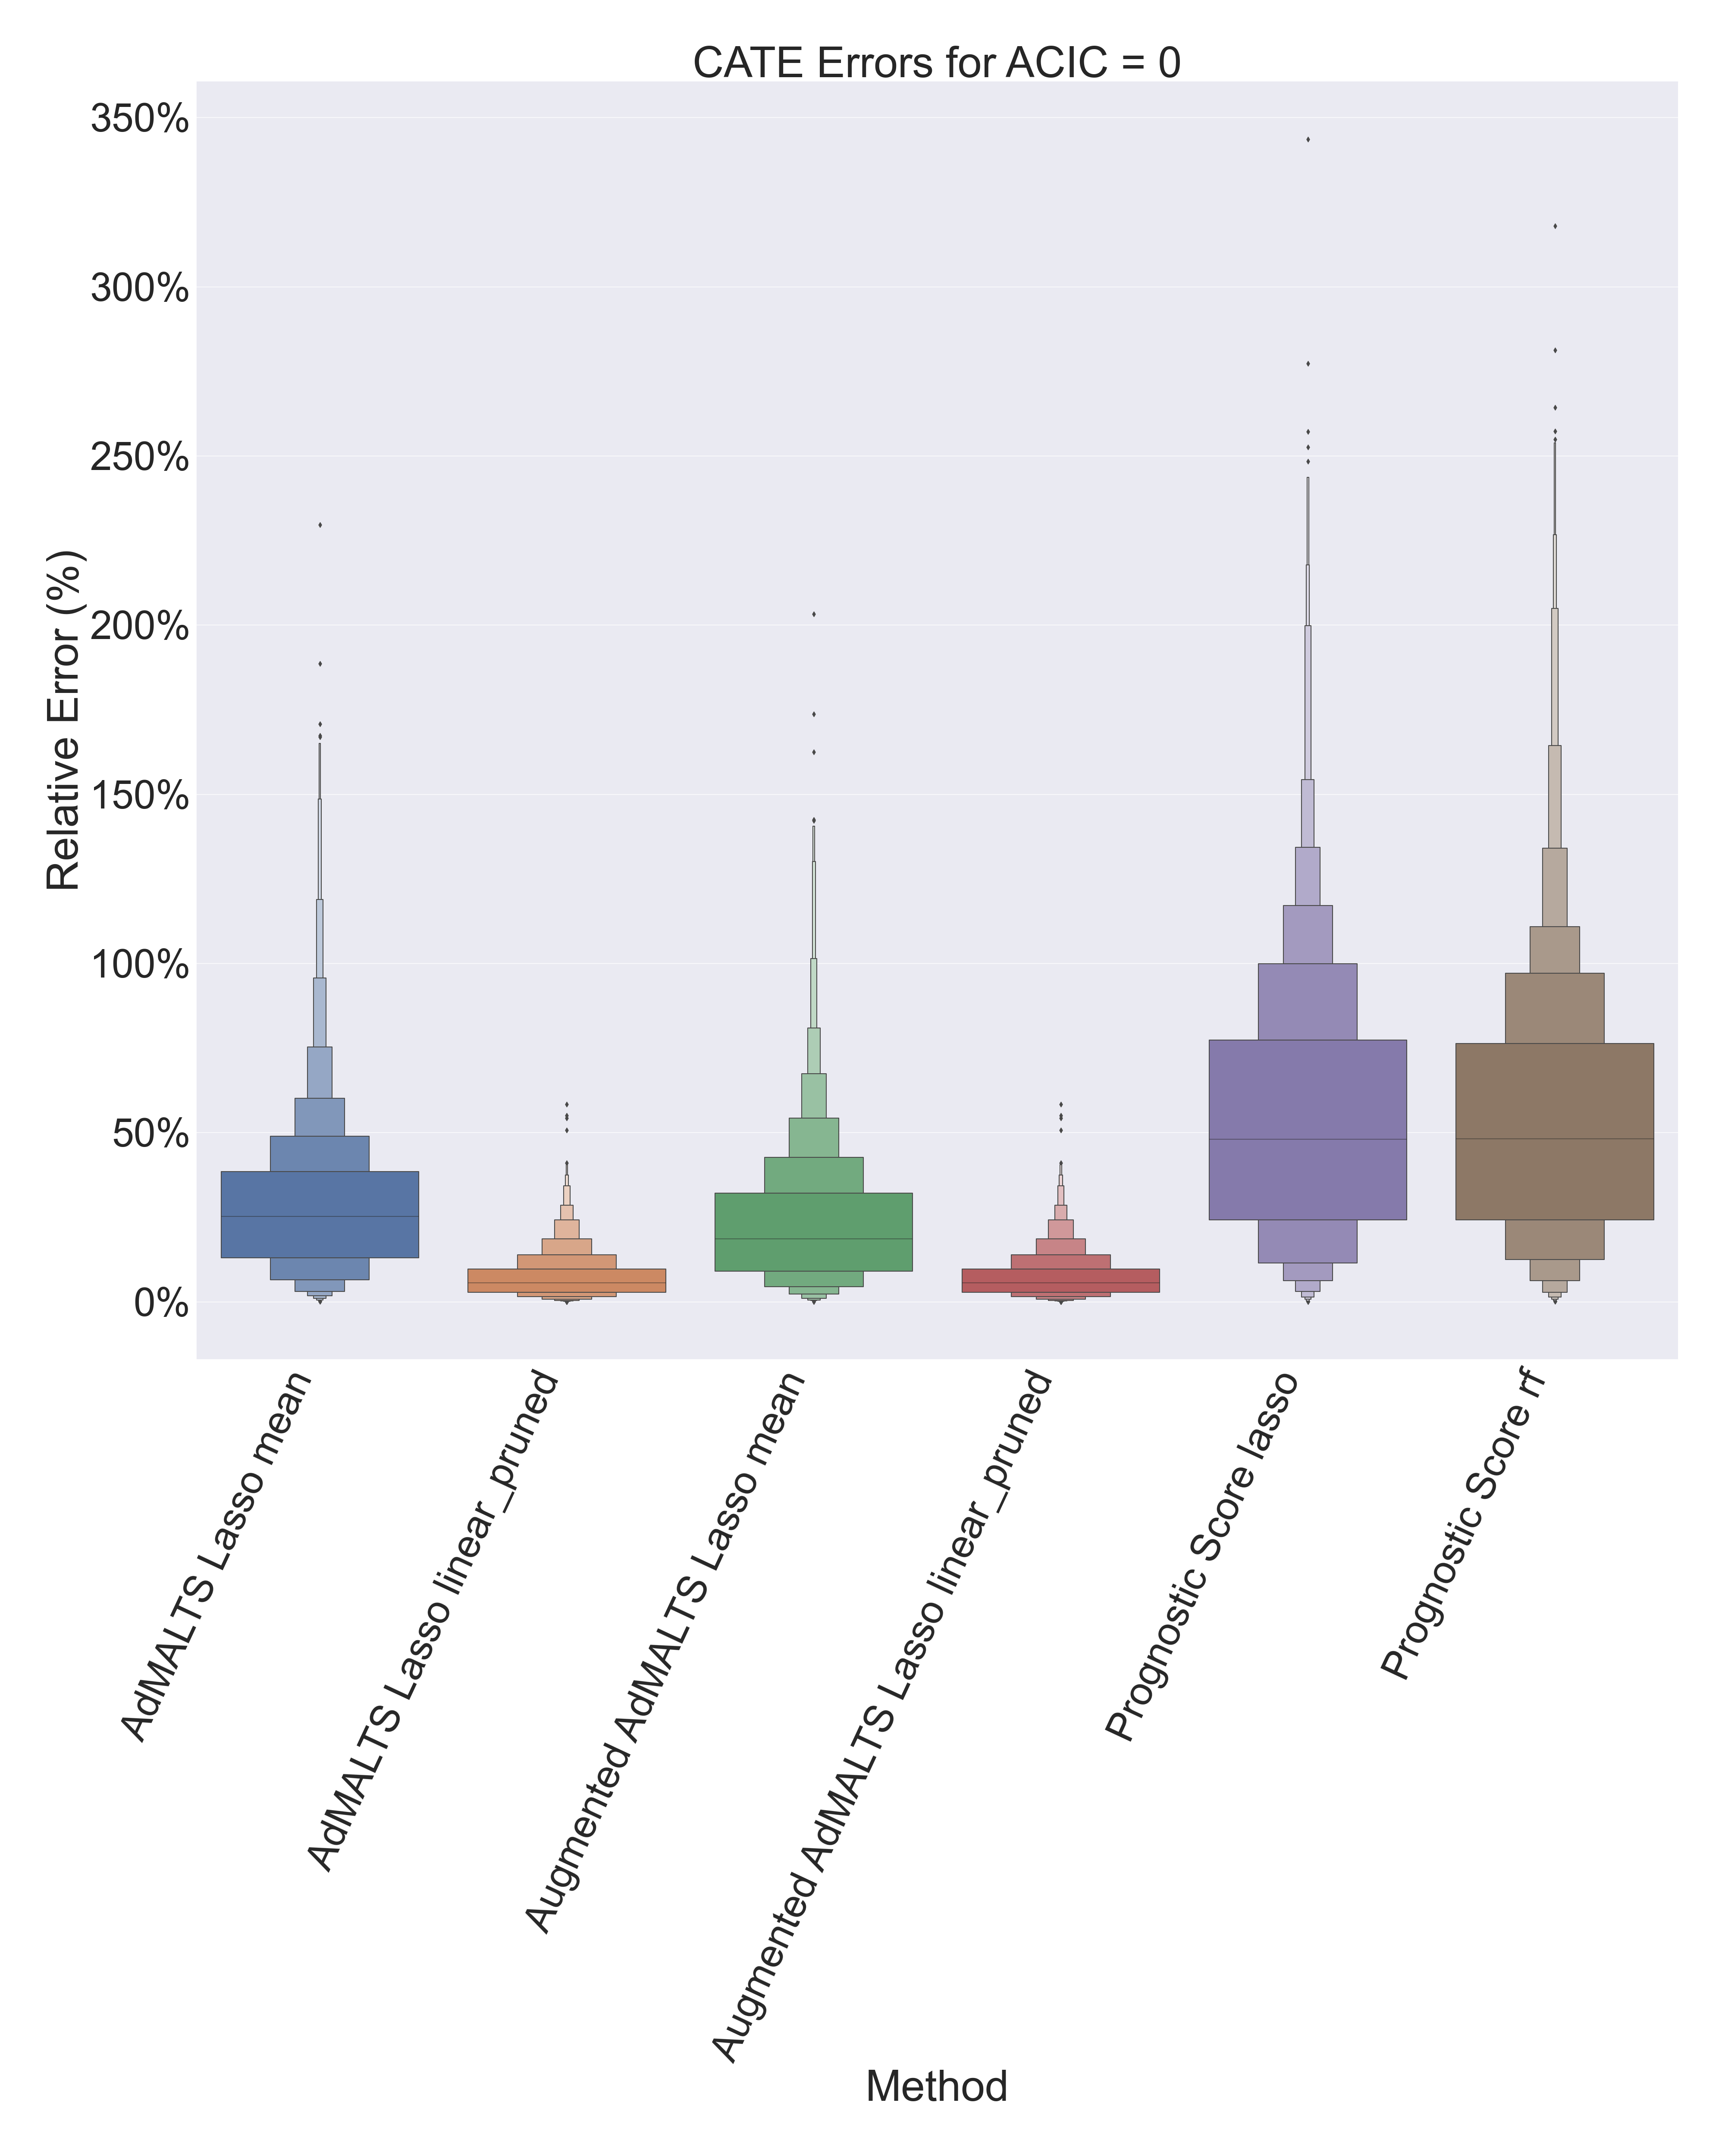 CATE Errors for ACIC = 0
350%
300%
250%
200%
150%
100%
50%
0%
Relative Error (%)
AdMALTS Lasso mean
AdMALTS Lasso linear_pruned
Augmented AdMALTS Lasso mean
Augmented AdMALTS Lasso linear_pruned
Prognostic Score lasso
Prognostic Score rf
Method